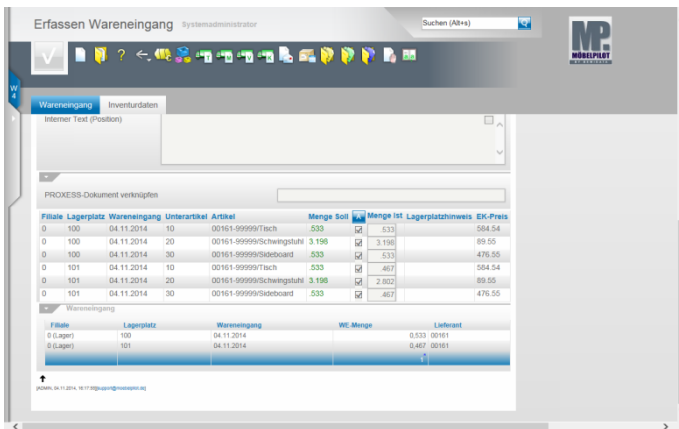 Erfassen Wareneingang Systemadministrator Suchen (Alt+s)
MP
MÖBELPILOT
W
4
Wareneingang Inventurdaten
Interner Text (Position)
PROXESS-Dokument verknüpfen
Filiale Lagerplatz Wareneingang Unterartikel Artikel Menge Soll Menge Ist Lagerplatzhinweis EK-Preis
0 100 04.11.2014 10 00161-99999/Tisch .533 .533 584.54
0 100 04.11.2014 20 00161-99999/Schwingstuhl 3.198 3.198 89.55
0 100 04.11.2014 30 00161-99999/Sideboard .533 .533 476.55
0 101 04.11.2014 10 00161-99999/Tisch .533 .467 584.54
0 101 04.11.2014 20 00161-99999/Schwingstuhl 3.198 2.802 89.55
0 101 04.11.2014 30 00161-99999/Sideboard .533 .467 476.55
Wareneingang
Filiale Lagerplatz Wareneingang WE-Menge Lieferant
0 (Lager) 100 04.11.2014 0,533 00161
0 (Lager) 101 04.11.2014 0,467 00161
1